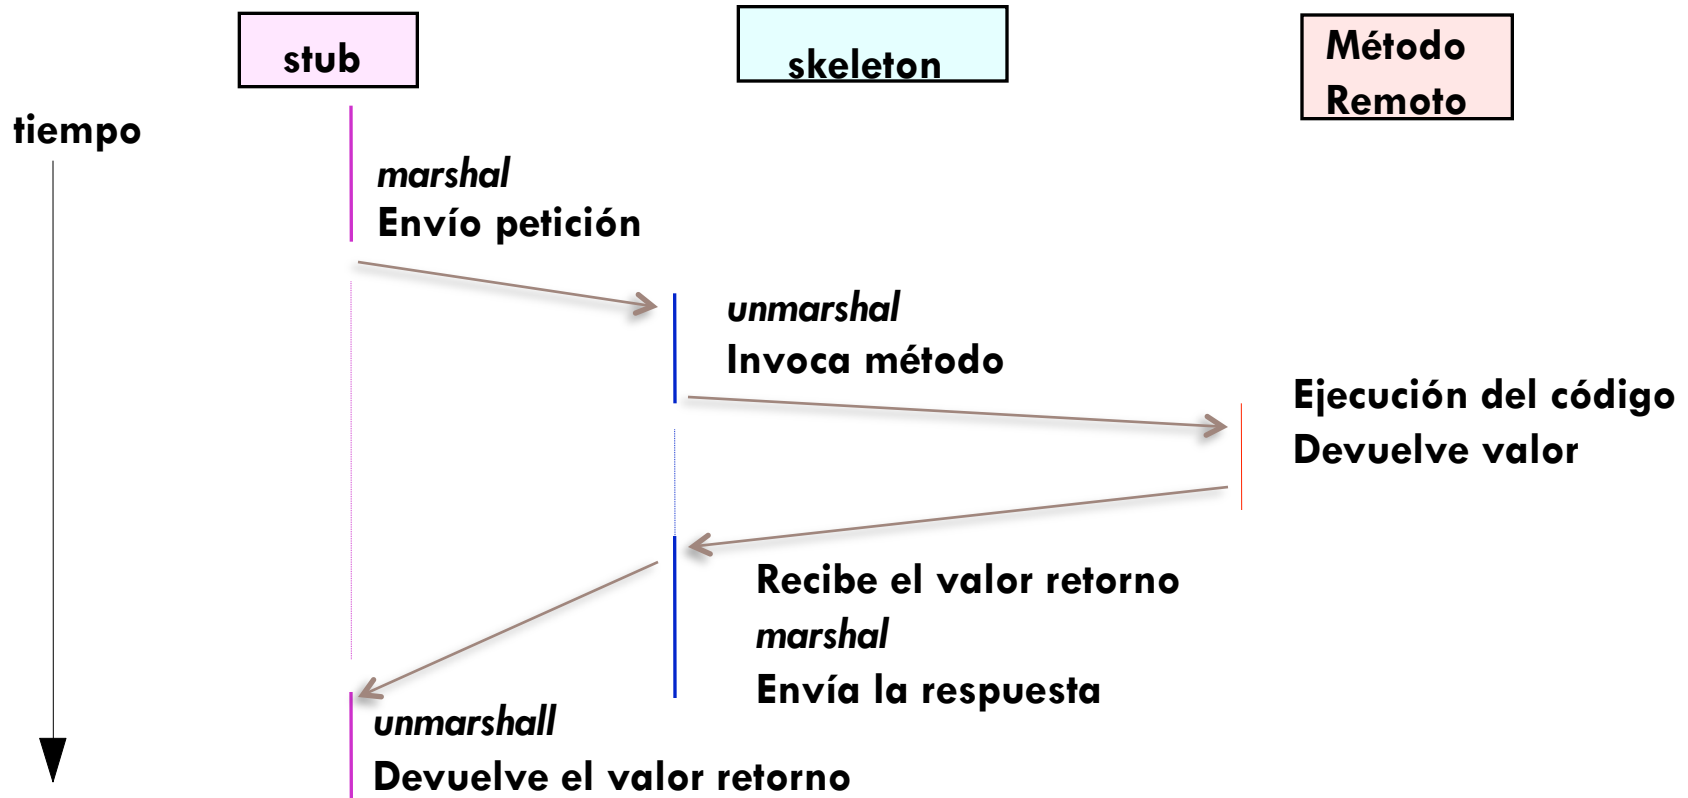 stub
skeleton
Método
Remoto
tiempo
marshal
Envío petición
unmarshal
Invoca método
Ejecución del código
Devuelve valor
Recibe el valor retorno
marshal
Envía la respuesta
unmarshall
Devuelve el valor retorno